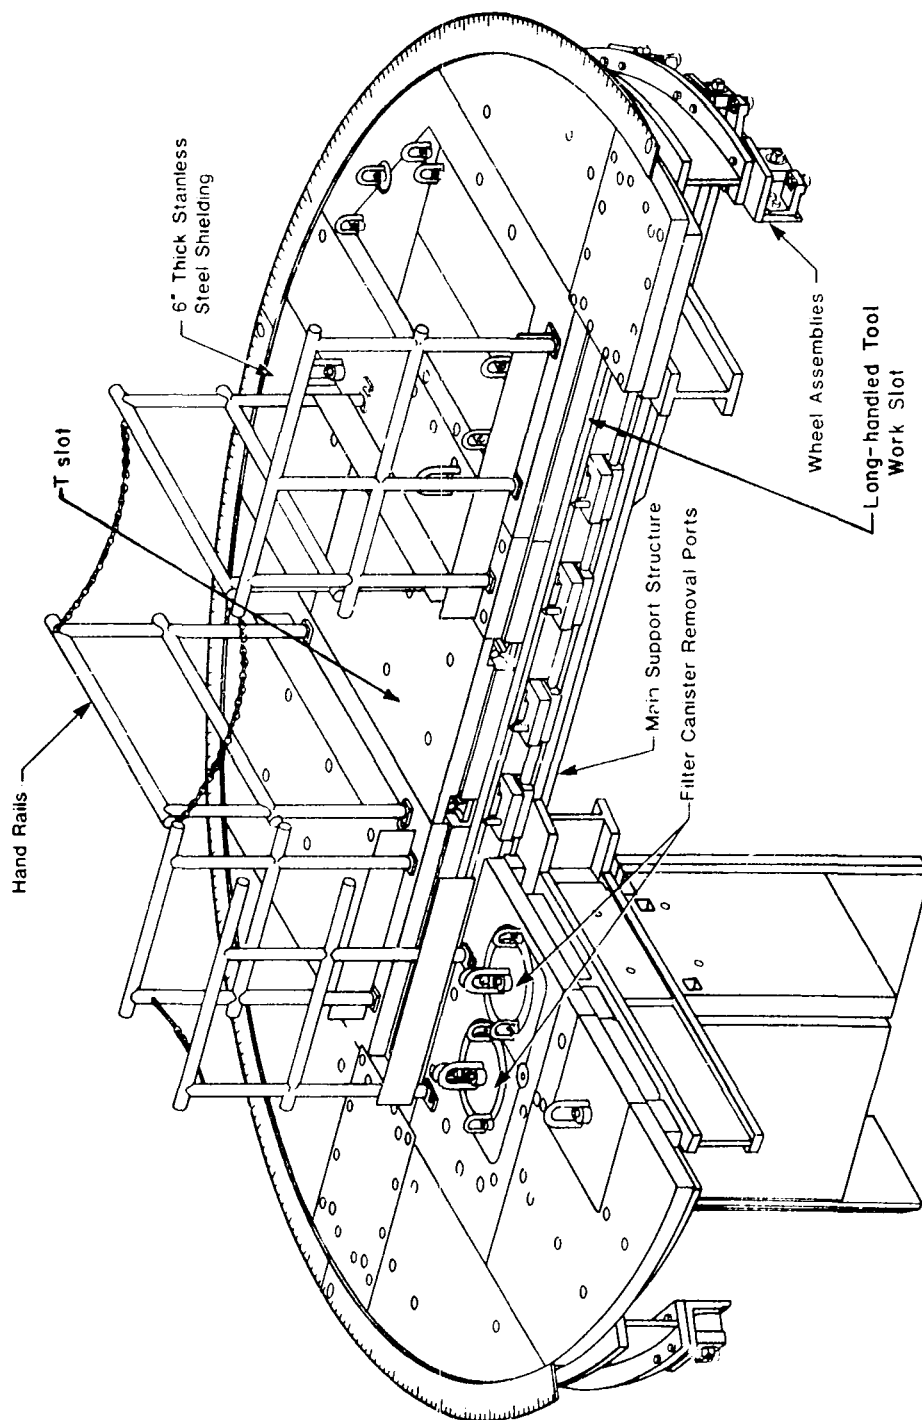 Hand Rails
T slot
6" Thick Stainless
Steel Shielding
Filter Canister Removal Ports
Main Support Structure
Long-handled Tool
Work Slot
Wheel Assemblies